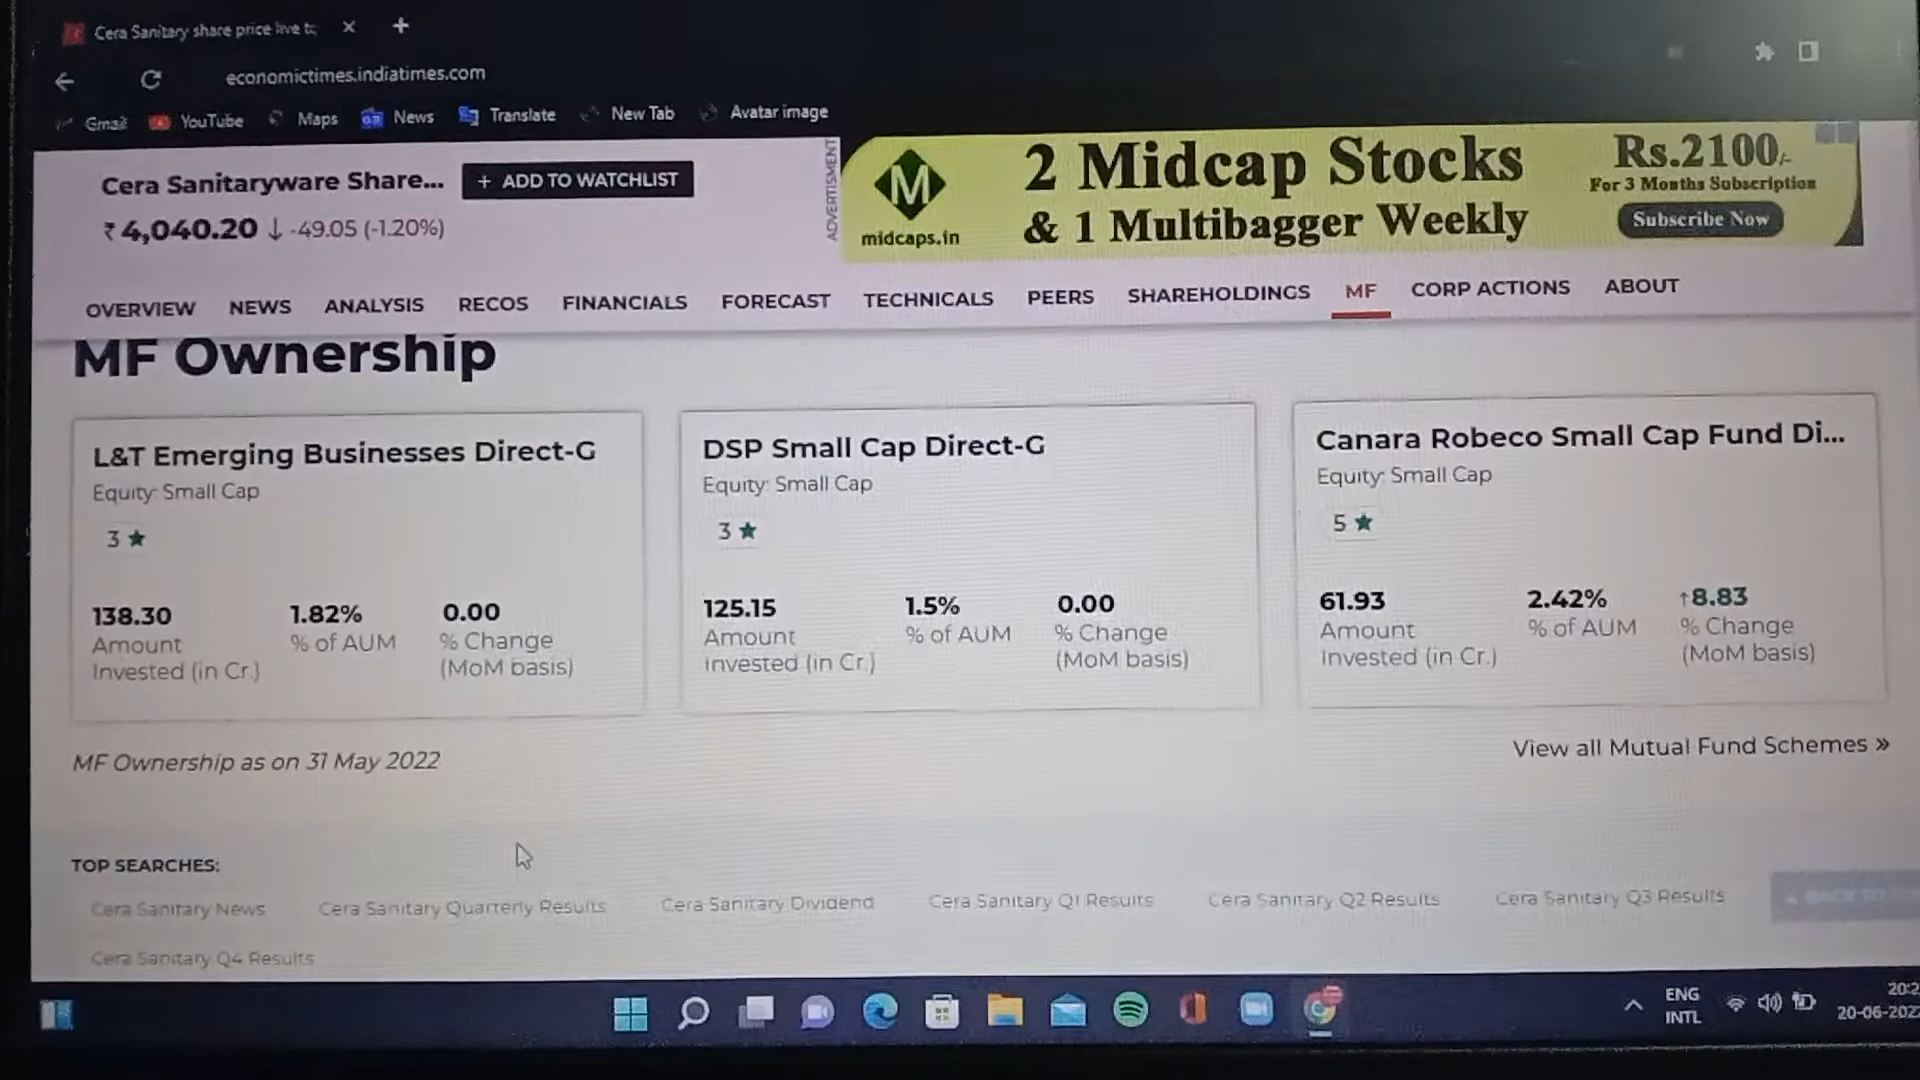 Cera Sanitary share price live to
economictimes.indiatimes.com
Gmail YouTube Maps News Translate New Tab Avatar image
Cera Sanitaryware Share... + ADD TO WATCHLIST
₹4,040.20 ↓ -49.05 (-1.20%)
ADVERTISMENT
M
midcaps.in
2 Midcap Stocks
& 1 Multibagger Weekly
Rs.2100/-
For 3 Months Subscription
Subscribe Now
OVERVIEW NEWS ANALYSIS RECOS FINANCIALS FORECAST TECHNICALS PEERS SHAREHOLDINGS MF CORP ACTIONS ABOUT
MF Ownership
L&T Emerging Businesses Direct-G
Equity: Small Cap
3 ★
138.30 1.82% 0.00
Amount % of AUM % Change
Invested (in Cr.) (MoM basis)
DSP Small Cap Direct-G
Equity: Small Cap
3 ★
125.15 1.5% 0.00
Amount % of AUM % Change
Invested (in Cr.) (MoM basis)
Canara Robeco Small Cap Fund Di...
Equity: Small Cap
5 ★
61.93 2.42% ↑8.83
Amount % of AUM % Change
Invested (in Cr.) (MoM basis)
MF Ownership as on 31 May 2022
View all Mutual Fund Schemes »
TOP SEARCHES:
Cera Sanitary News Cera Sanitary Quarterly Results Cera Sanitary Dividend Cera Sanitary Q1 Results Cera Sanitary Q2 Results Cera Sanitary Q3 Results
Cera Sanitary Q4 Results
ENG
INTL
20:2
20-06-202